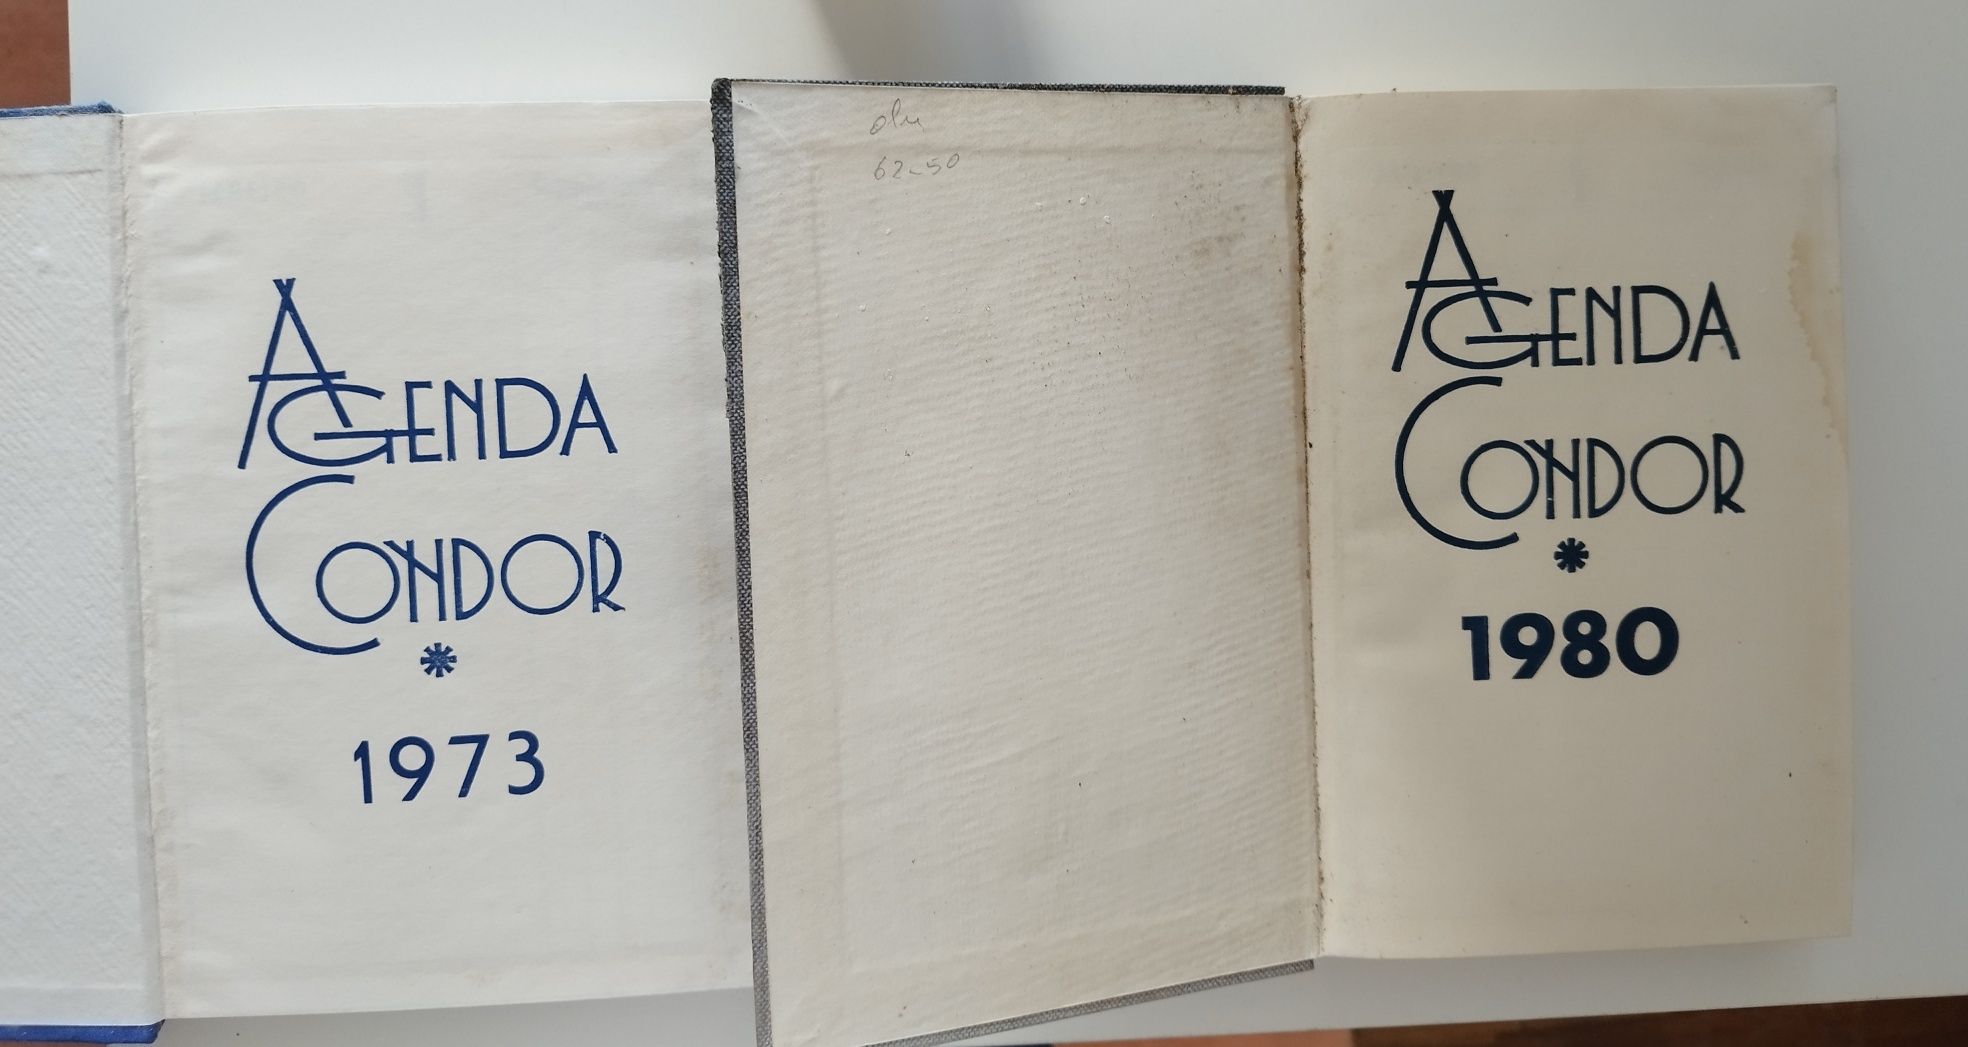 AGENDA
CONDOR
*
1973
62-50
AGENDA
CONDOR
*
1980